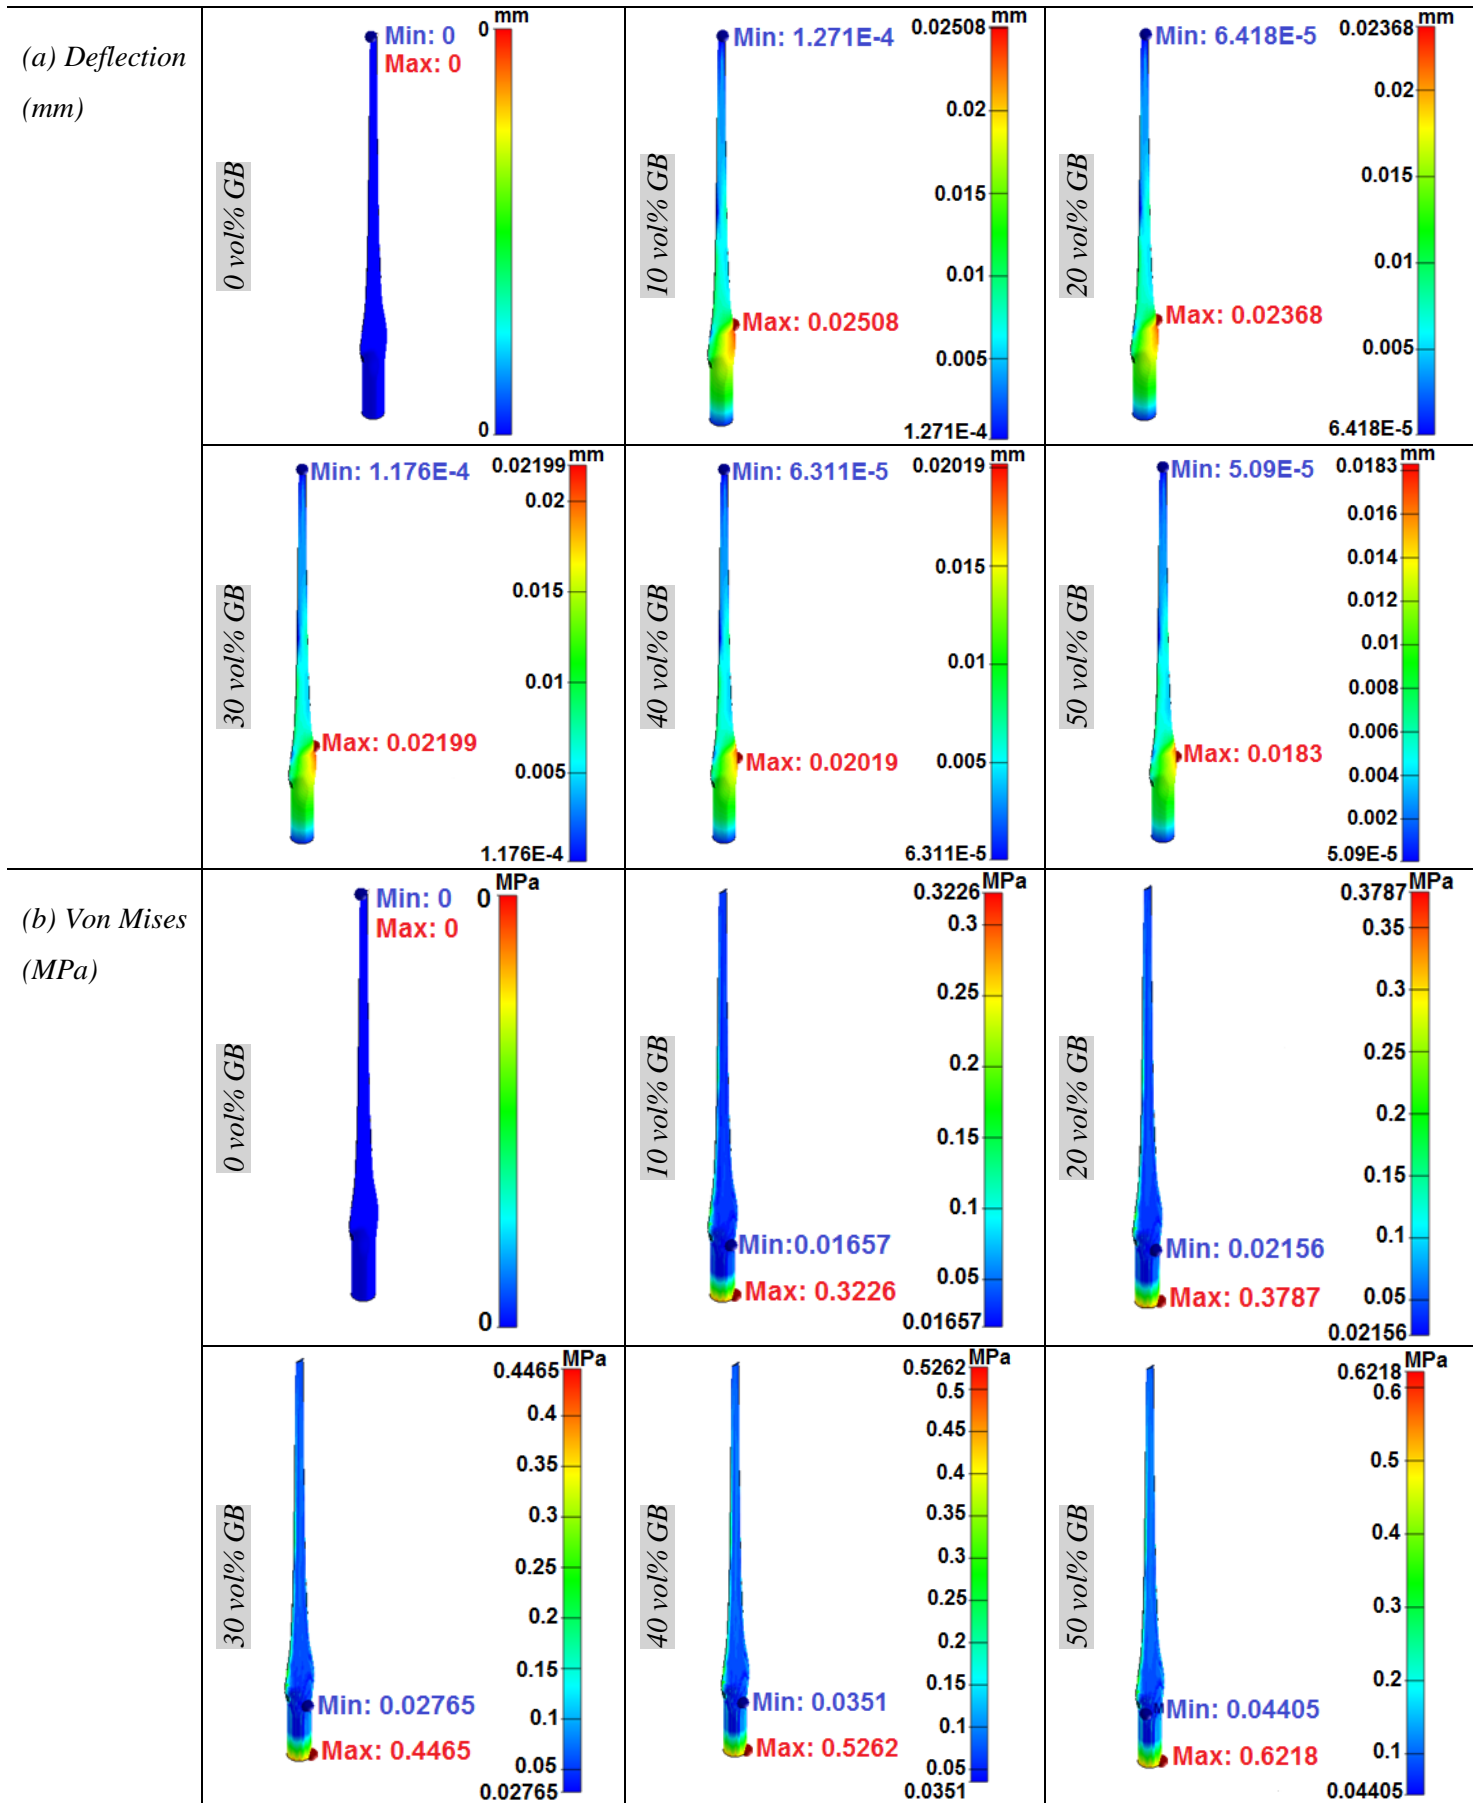 (a) Deflection
(mm)
0 vol% GB
Min: 0
Max: 0
mm
0
0
10 vol% GB
Min: 1.271E-4
Max: 0.02508
mm
0.02508
0.02
0.015
0.01
0.005
1.271E-4
20 vol% GB
Min: 6.418E-5
Max: 0.02368
mm
0.02368
0.02
0.015
0.01
0.005
6.418E-5
30 vol% GB
Min: 1.176E-4
Max: 0.02199
mm
0.02199
0.02
0.015
0.01
0.005
1.176E-4
40 vol% GB
Min: 6.311E-5
Max: 0.02019
mm
0.02019
0.015
0.01
0.005
6.311E-5
50 vol% GB
Min: 5.09E-5
Max: 0.0183
mm
0.0183
0.016
0.014
0.012
0.01
0.008
0.006
0.004
0.002
5.09E-5
(b) Von Mises
(MPa)
0 vol% GB
Min: 0
Max: 0
MPa
0
0
10 vol% GB
Min:0.01657
Max: 0.3226
MPa
0.3226
0.3
0.25
0.2
0.15
0.1
0.05
0.01657
20 vol% GB
Min: 0.02156
Max: 0.3787
MPa
0.3787
0.35
0.3
0.25
0.2
0.15
0.1
0.05
0.02156
30 vol% GB
Min: 0.02765
Max: 0.4465
MPa
0.4465
0.4
0.35
0.3
0.25
0.2
0.15
0.1
0.05
0.02765
40 vol% GB
Min: 0.0351
Max: 0.5262
MPa
0.5262
0.5
0.45
0.4
0.35
0.3
0.25
0.2
0.15
0.1
0.05
0.0351
50 vol% GB
Min: 0.04405
Max: 0.6218
MPa
0.6218
0.6
0.5
0.4
0.3
0.2
0.1
0.04405